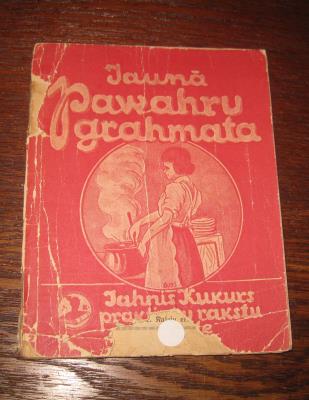 Jaunā
Pawahru
grahmata
Jahnis Kukurs
rakstu